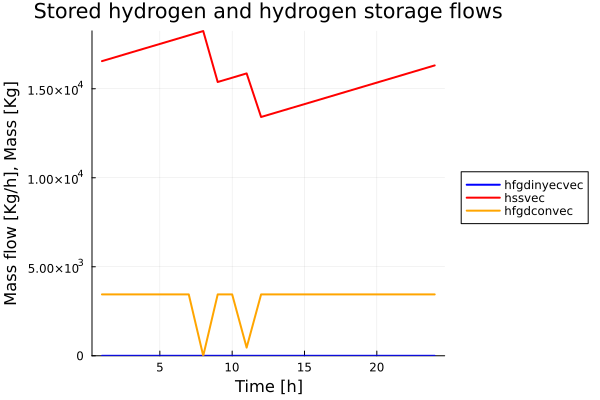 Stored hydrogen and hydrogen storage flows
Mass flow [Kg/h], Mass [Kg]
1.50×10⁴
1.00×10⁴
5.00×10³
0
5 10 15 20
Time [h]
hfgdinyecvec
hssvec
hfgdconvec